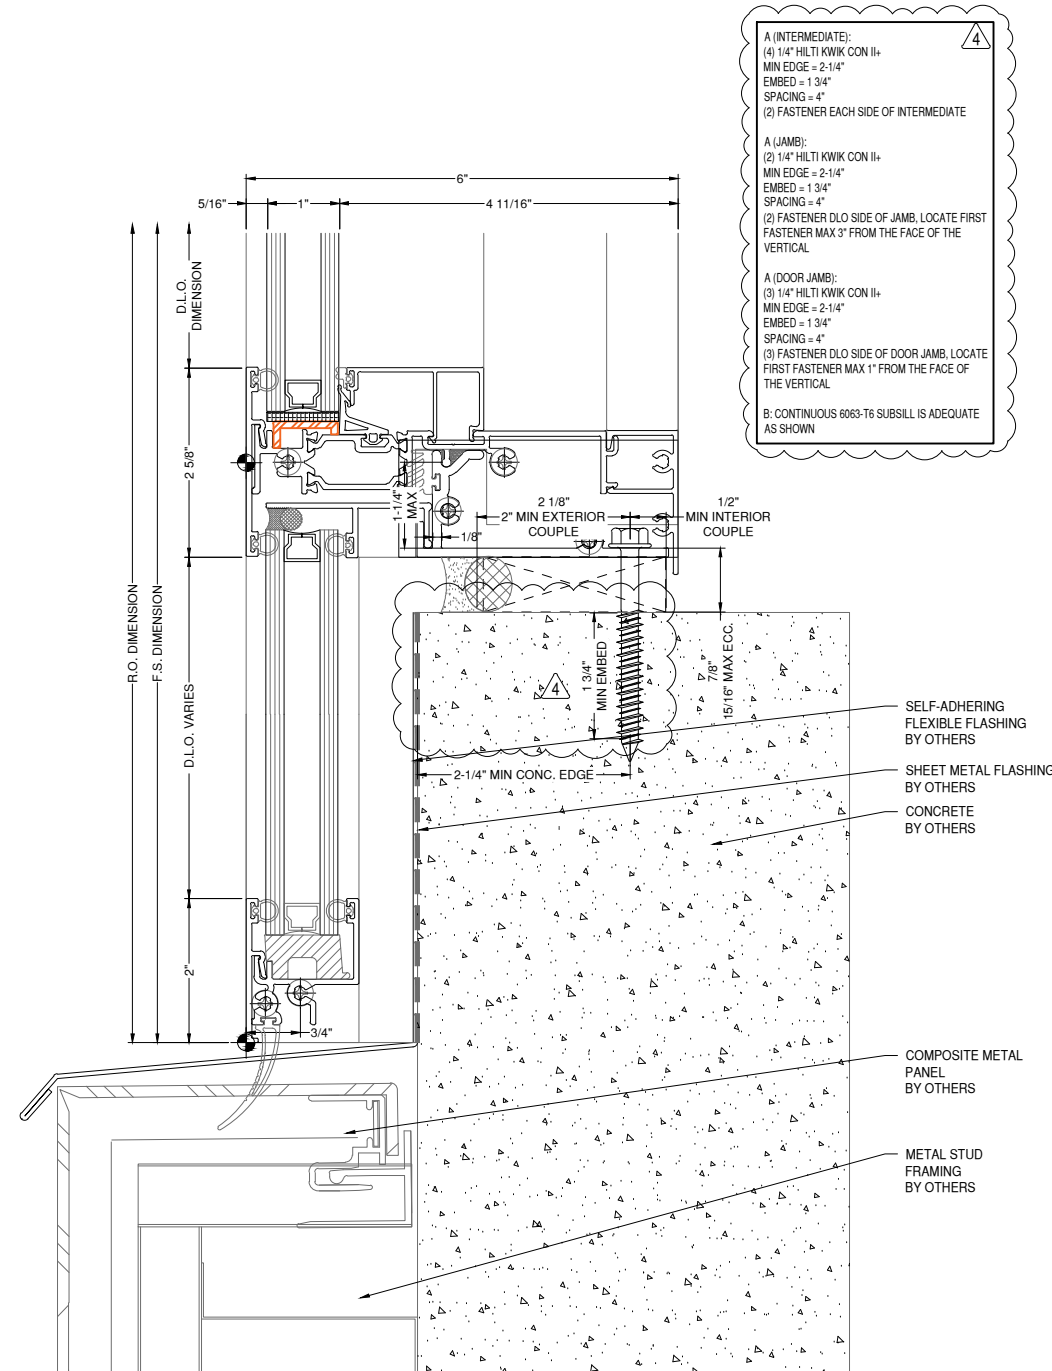 A (INTERMEDIATE):
(4) 1/4" HILTI KWIK CON II+
MIN EDGE = 2-1/4"
EMBED = 1 3/4"
SPACING = 4"
(2) FASTENER EACH SIDE OF INTERMEDIATE
4
A (JAMB):
(2) 1/4" HILTI KWIK CON II+
MIN EDGE = 2-1/4"
EMBED = 1 3/4"
SPACING = 4"
(2) FASTENER DLO SIDE OF JAMB, LOCATE FIRST
FASTENER MAX 3" FROM THE FACE OF THE
VERTICAL
A (DOOR JAMB):
(3) 1/4" HILTI KWIK CON II+
MIN EDGE = 2-1/4"
EMBED = 1 3/4"
SPACING = 4"
(3) FASTENER DLO SIDE OF DOOR JAMB, LOCATE
FIRST FASTENER MAX 1" FROM THE FACE OF
THE VERTICAL
B: CONTINUOUS 6063-T6 SUBSILL IS ADEQUATE
AS SHOWN
6"
5/16"
1"
4 11/16"
D.L.O.
DIMENSION
2 5/8"
R.O. DIMENSION
F.S. DIMENSION
D.L.O. VARIES
2"
3/4"
1-1/4"
MAX
1/8"
2 1/8"
2" MIN EXTERIOR
COUPLE
1/2"
MIN INTERIOR
COUPLE
4
1 3/4"
MIN EMBED
7/8"
15/16" MAX ECC.
2-1/4" MIN CONC. EDGE
SELF-ADHERING
FLEXIBLE FLASHING
BY OTHERS
SHEET METAL FLASHING
BY OTHERS
CONCRETE
BY OTHERS
COMPOSITE METAL
PANEL
BY OTHERS
METAL STUD
FRAMING
BY OTHERS